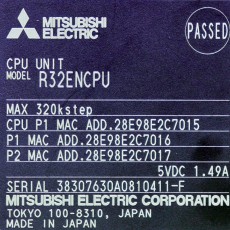 MITSUBISHI
ELECTRIC
PASSED
CPU UNIT
MODEL R32ENCPU
MAX 320kstep
CPU P1 MAC ADD.28E98E2C7015
P1 MAC ADD.28E98E2C7016
P2 MAC ADD.28E98E2C7017
5VDC 1.49A
SERIAL 38307630A0810411-F
MITSUBISHI ELECTRIC CORPORATION
TOKYO 100-8310, JAPAN
MADE IN JAPAN